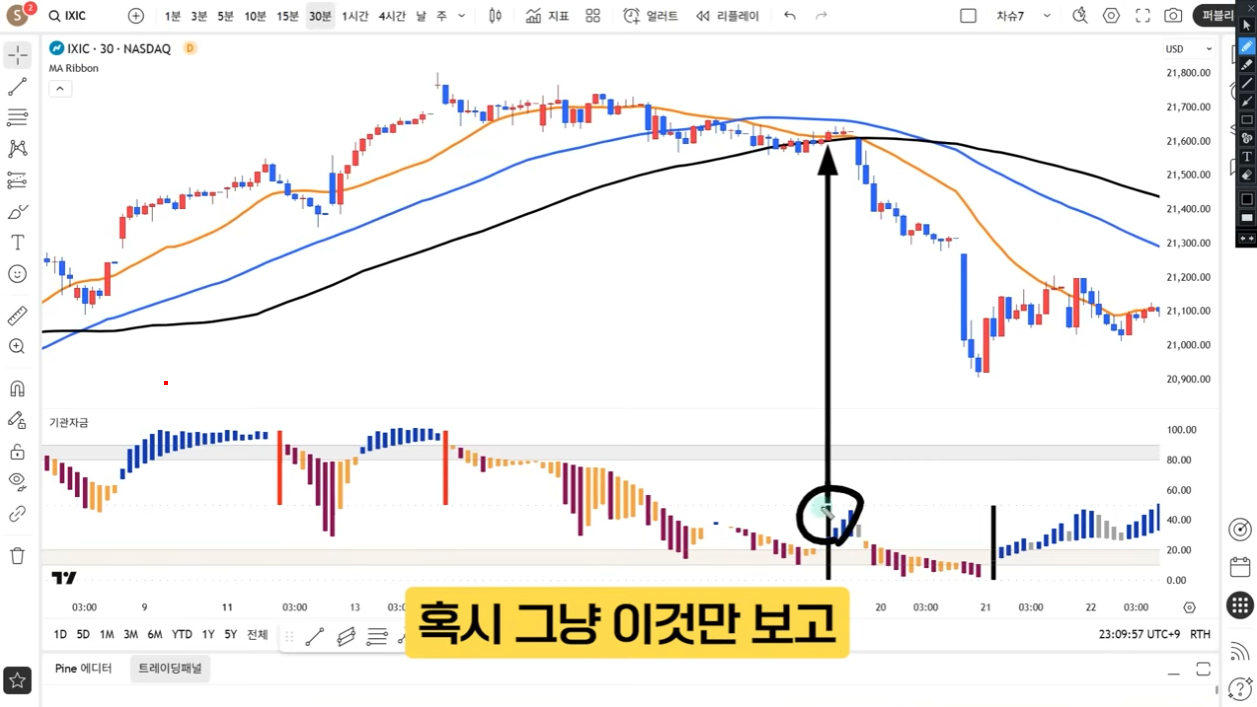 S 2 IXIC 1분 3분 5분 10분 15분 30분 1시간 4시간 날 주 지표 얼러트 리플레이 차슈7 퍼블리
IXIC · 30 · NASDAQ D USD
MA Ribbon
21,800.00
21,700.00
21,600.00
21,500.00
21,400.00
21,300.00
21,200.00
21,100.00
21,000.00
20,900.00
기관자금
100.00
80.00
60.00
40.00
20.00
0.00
03:00 9 11 03:00 13 03:0 20 03:00 21 03:00 22 03:00
혹시 그냥 이것만 보고
1D 5D 1M 3M 6M YTD 1Y 5Y 전체 23:09:57 UTC+9 RTH
Pine 에디터 트레이딩패널